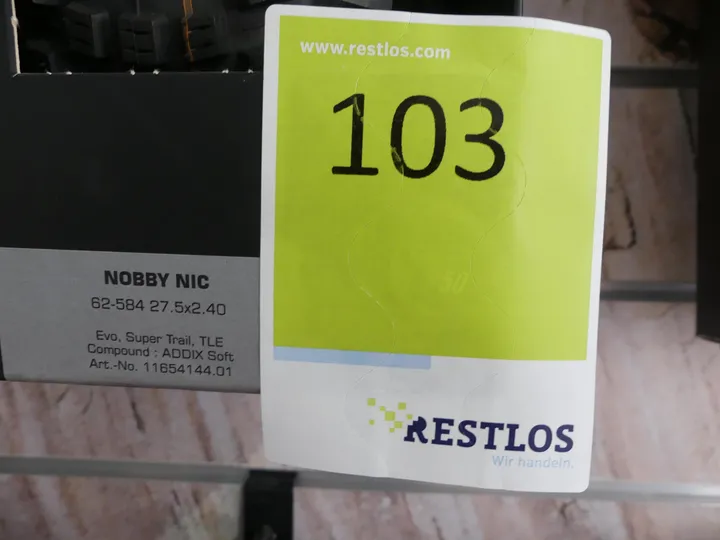 www.restlos.com
103
NOBBY NIC
62-584 27.5x2.40
Evo, Super Trail, TLE
Compound : ADDIX Soft
Art.-No. 11654144.01
RESTLOS
Wir handeln.